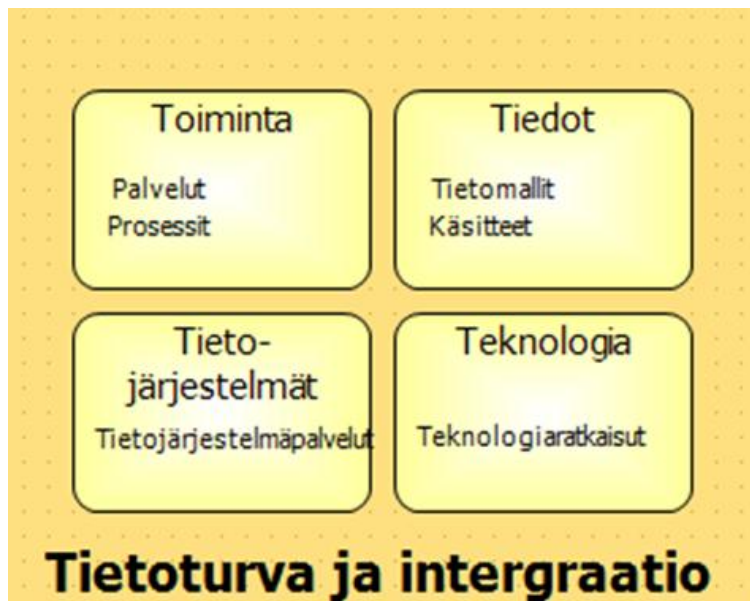 Toiminta
Palvelut
Prosessit
Tiedot
Tietomallit
Käsitteet
Tieto-
järjestelmät
Tietojärjestelmäpalvelut
Teknologia
Teknologiaratkaisut
Tietoturva ja intergraatio